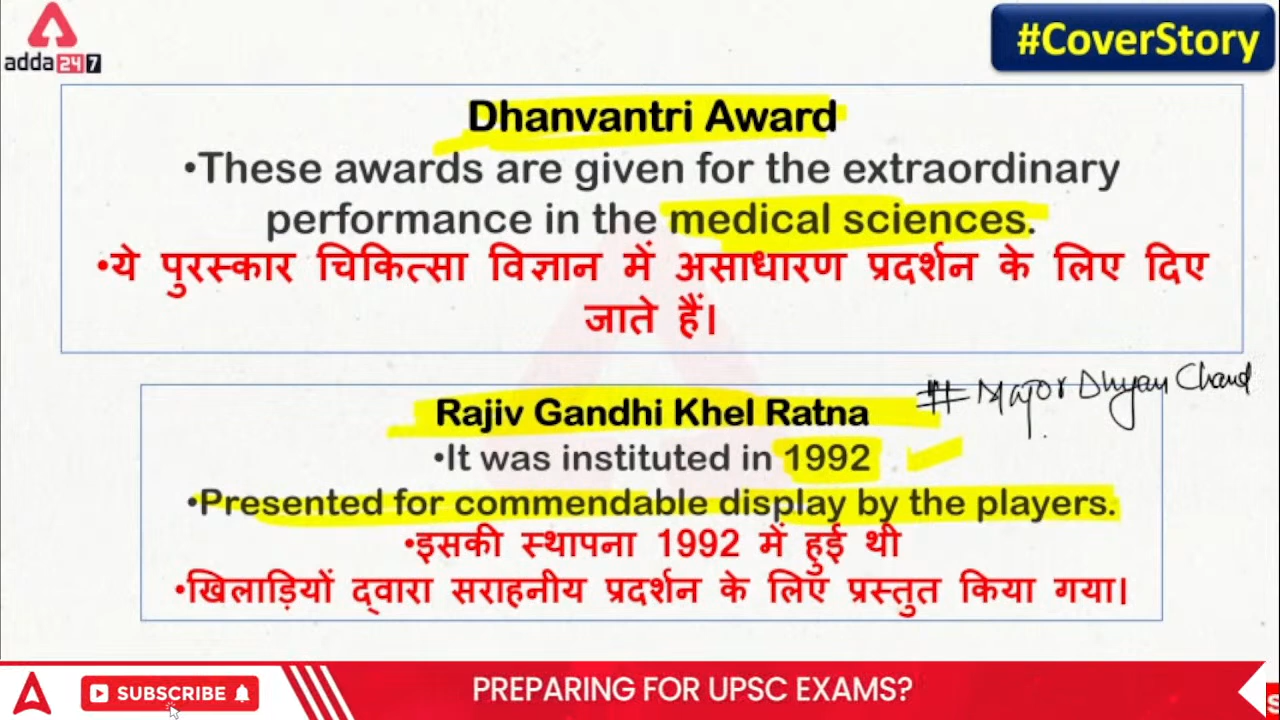 adda247
#CoverStory
Dhanvantri Award
•These awards are given for the extraordinary
performance in the medical sciences.
•ये पुरस्कार चिकित्सा विज्ञान में असाधारण प्रदर्शन के लिए दिए
जाते हैं।
# Major Dhyan Chand
Rajiv Gandhi Khel Ratna
•It was instituted in 1992
•Presented for commendable display by the players.
•इसकी स्थापना 1992 में हुई थी
•खिलाड़ियों द्वारा सराहनीय प्रदर्शन के लिए प्रस्तुत किया गया।
SUBSCRIBE
PREPARING FOR UPSC EXAMS?